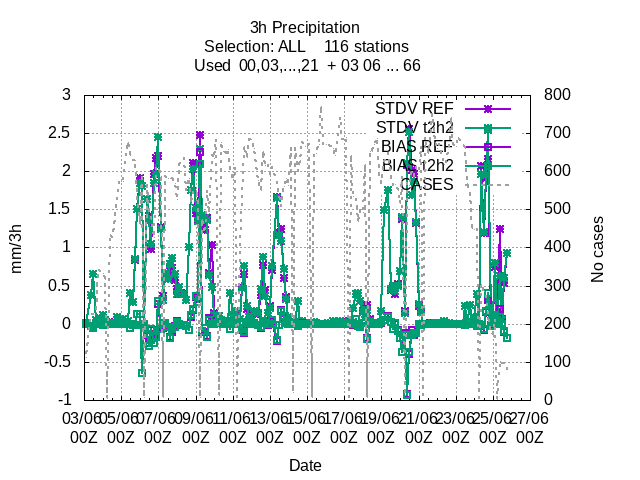 3h Precipitation
Selection: ALL 116 stations
Used 00,03,...,21 + 03 06 ... 66
3 800
STDV REF
STDV t2h2
2.5 700
BIAS REF
BIAS t2h2
2 600
CASES
1.5 500
1 400
0.5 300
0 200
-0.5 100
-1 0
mm/3h
No cases
03/06 05/06 07/06 09/06 11/06 13/06 15/06 17/06 19/06 21/06 23/06 25/06 27/06
00Z 00Z 00Z 00Z 00Z 00Z 00Z 00Z 00Z 00Z 00Z 00Z 00Z
Date